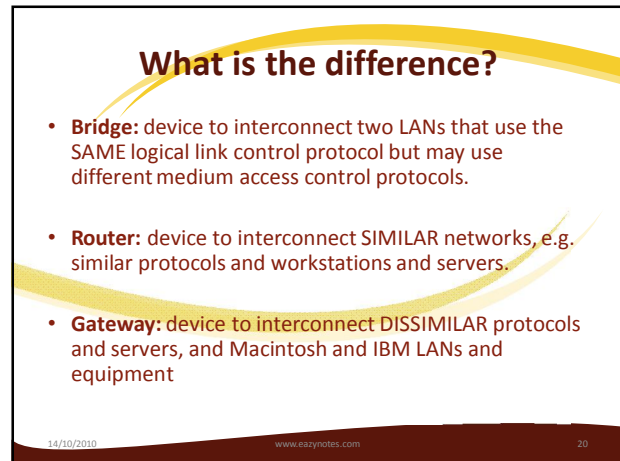 What is the difference?
• Bridge: device to interconnect two LANs that use the
SAME logical link control protocol but may use
different medium access control protocols.
• Router: device to interconnect SIMILAR networks, e.g.
similar protocols and workstations and servers.
• Gateway: device to interconnect DISSIMILAR protocols
and servers, and Macintosh and IBM LANs and
equipment
14/10/2010 www.eazynotes.com 20